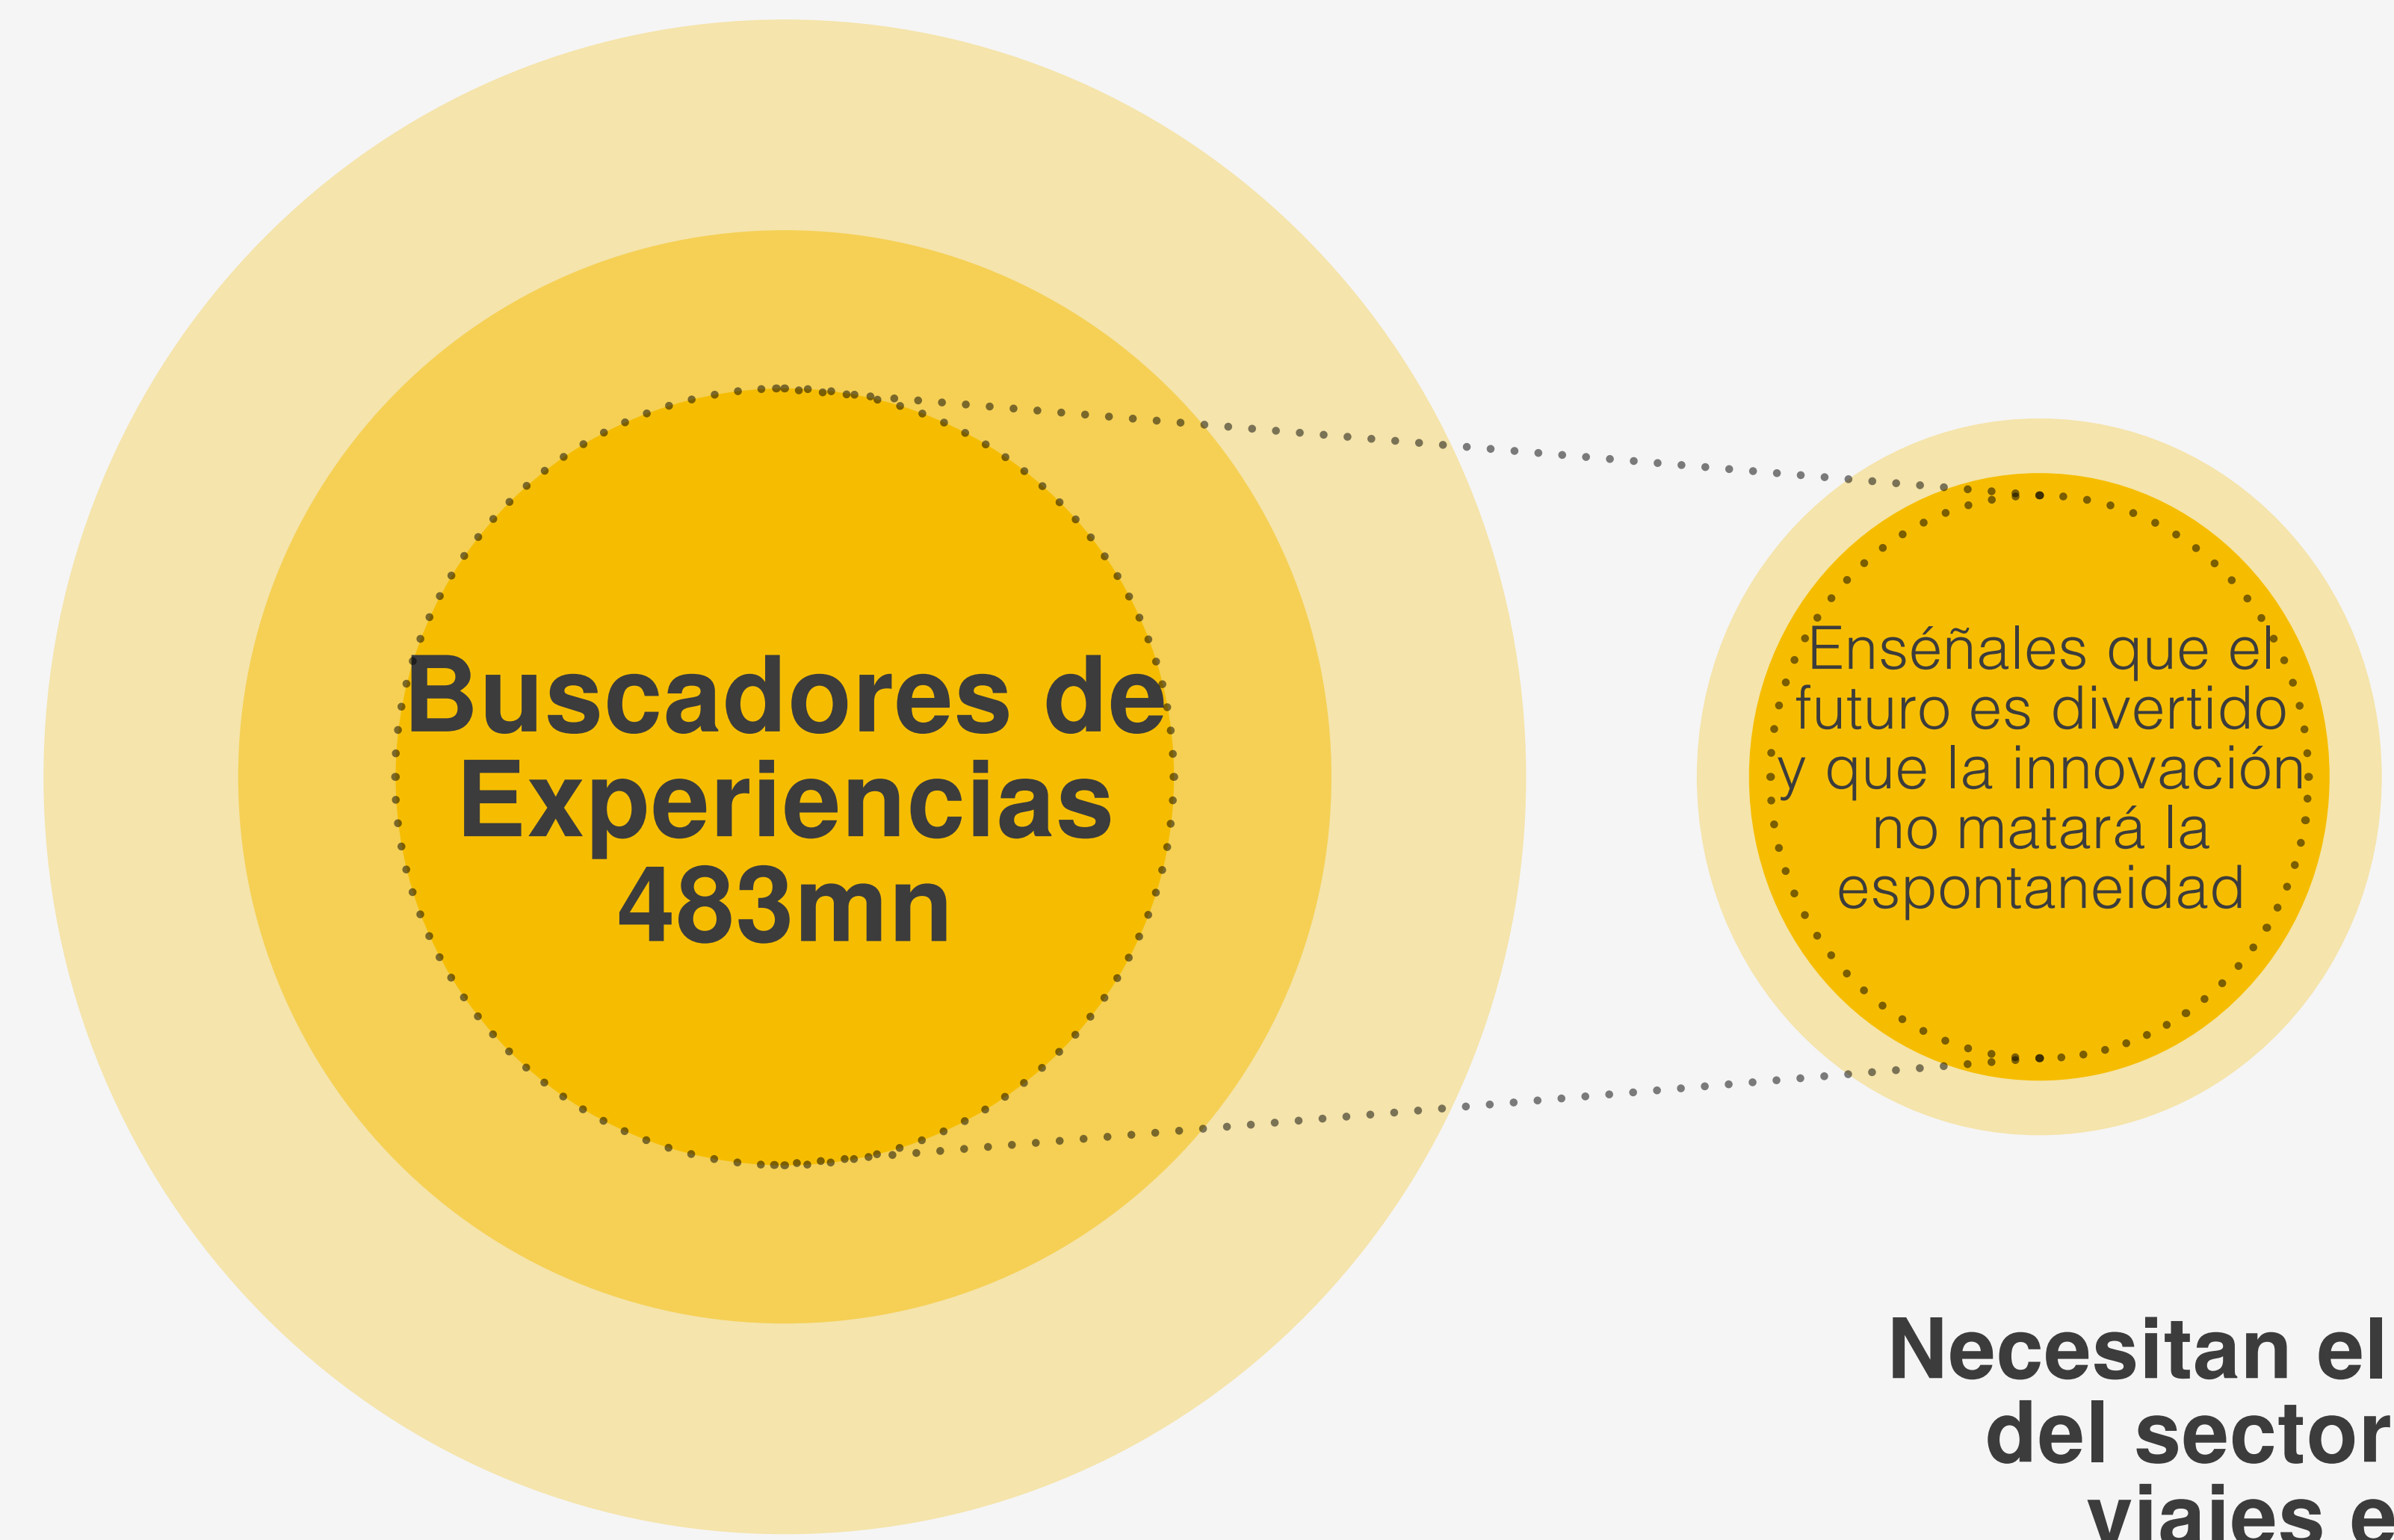 Buscadores de
Experiencias
483mn
Enséñales que el
futuro es divertido
y que la innovación
no matará la
espontaneidad
Necesitan el
del sector
viajes e